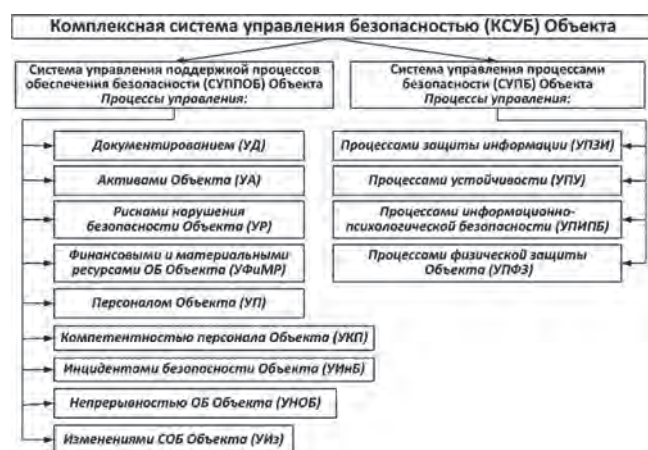 Комплексная система управления безопасностью (КСУБ) Объекта
Система управления поддержкой процессов
обеспечения безопасности (СУППОБ) Объекта
Процессы управления:
Документированием (УД)
Активами Объекта (УА)
Рисками нарушения
безопасности Объекта (УР)
Финансовыми и материальными
ресурсами ОБ Объекта (УФиМР)
Персоналом Объекта (УП)
Компетентностью персонала Объекта (УКП)
Инцидентами безопасности Объекта (УИнБ)
Непрерывностью ОБ Объекта (УНОБ)
Изменениями СОБ Объекта (УИз)
Система управления процессами
безопасности (СУПБ) Объекта
Процессы управления:
Процессами защиты информации (УПЗИ)
Процессами устойчивости (УПУ)
Процессами информационно-
психологической безопасности (УПИПБ)
Процессами физической защиты
Объекта (УПФЗ)